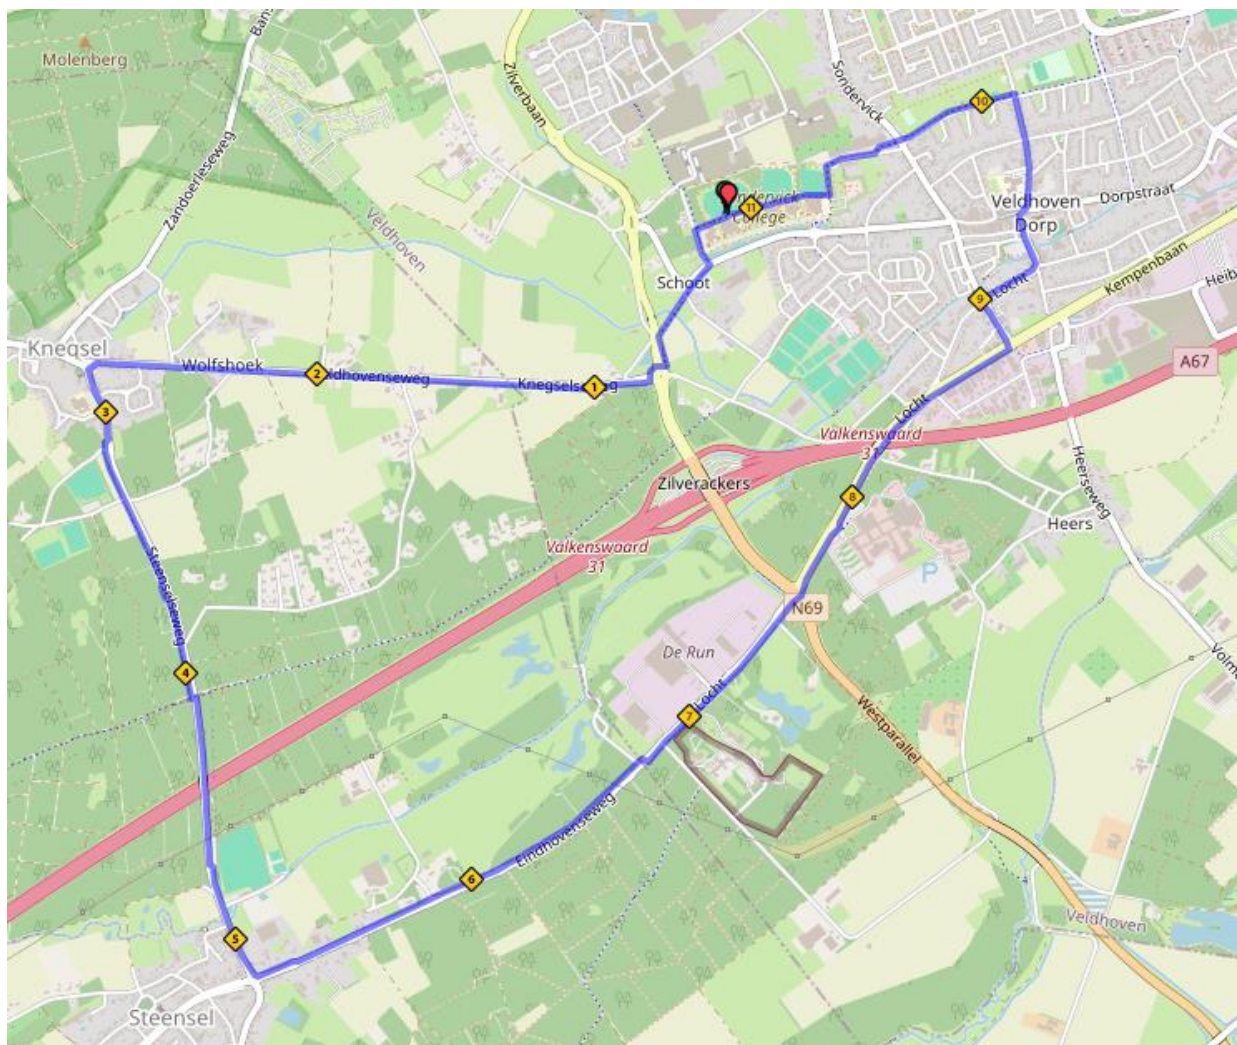 Molenberg
Zandoerleseweg
Zilverbaan
Sondervick
10
Veldhoven
11
College
Veldhoven
Dorp
Dorpstraat
Schoot
Kempenbaan
9
Locht
Knegsel
Wolfshoek
2
1
3
A67
Locht
Valkenswaard
31
Zilverackers
8
Heerseweg
Heers
Valkenswaard
31
Steenselseweg
P
N69
De Run
4
Locht
7
Westparallel
Eindhovenseweg
6
Veldhoven
5
Steensel